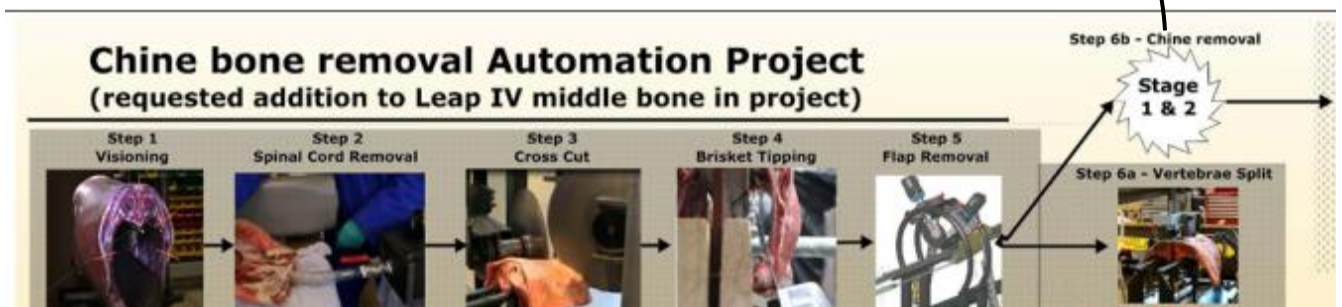 Chine bone removal Automation Project
(requested addition to Leap IV middle bone in project)
Step 1
Visioning
Step 2
Spinal Cord Removal
Step 3
Cross Cut
Step 4
Brisket Tipping
Step 5
Flap Removal
Step 6b - Chine removal
Stage
1 & 2
Step 6a - Vertebrae Split